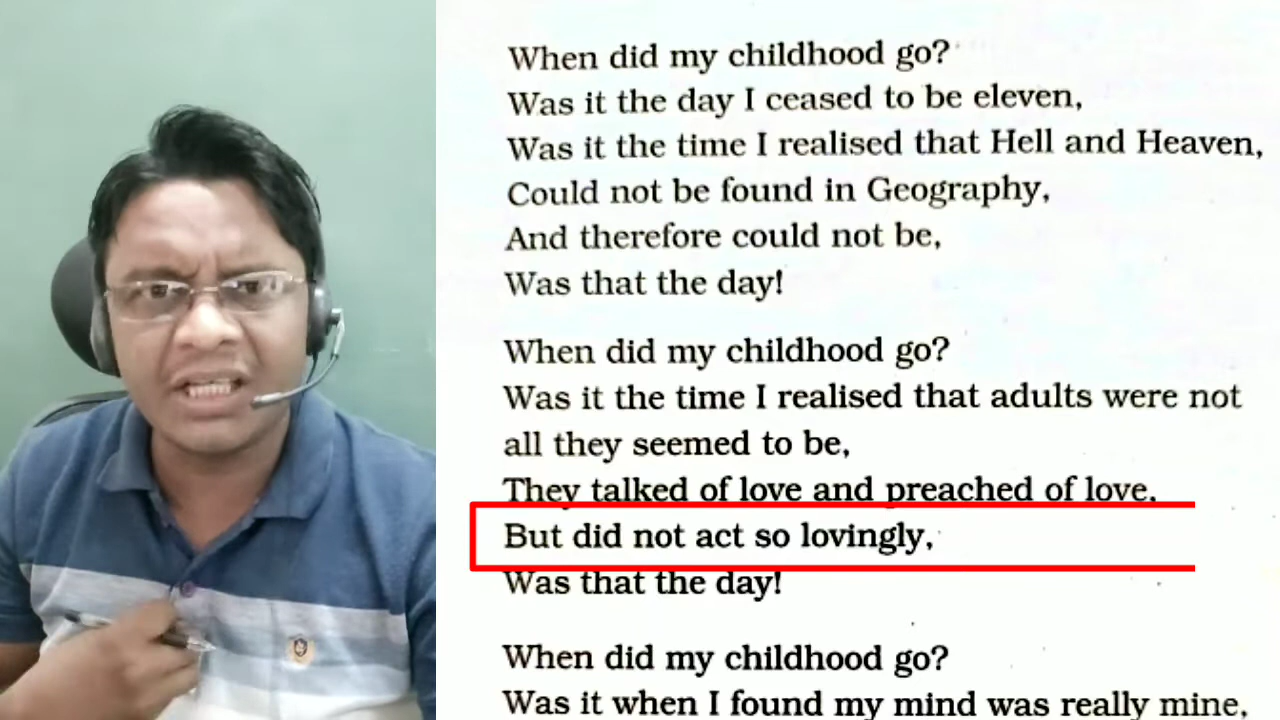 When did my childhood go?
Was it the day I ceased to be eleven,
Was it the time I realised that Hell and Heaven,
Could not be found in Geography,
And therefore could not be,
Was that the day!
When did my childhood go?
Was it the time I realised that adults were not
all they seemed to be,
They talked of love and preached of love,
But did not act so lovingly,
Was that the day!
When did my childhood go?
Was it when I found my mind was really mine,